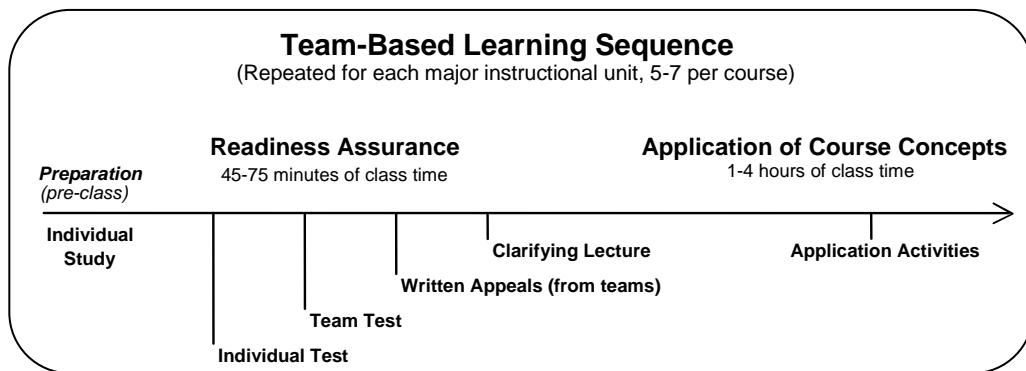 Team-Based Learning Sequence
(Repeated for each major instructional unit, 5-7 per course)
Readiness Assurance
45-75 minutes of class time
Application of Course Concepts
1-4 hours of class time
Preparation
(pre-class)
Individual
Study
Clarifying Lecture
Application Activities
Written Appeals (from teams)
Team Test
Individual Test